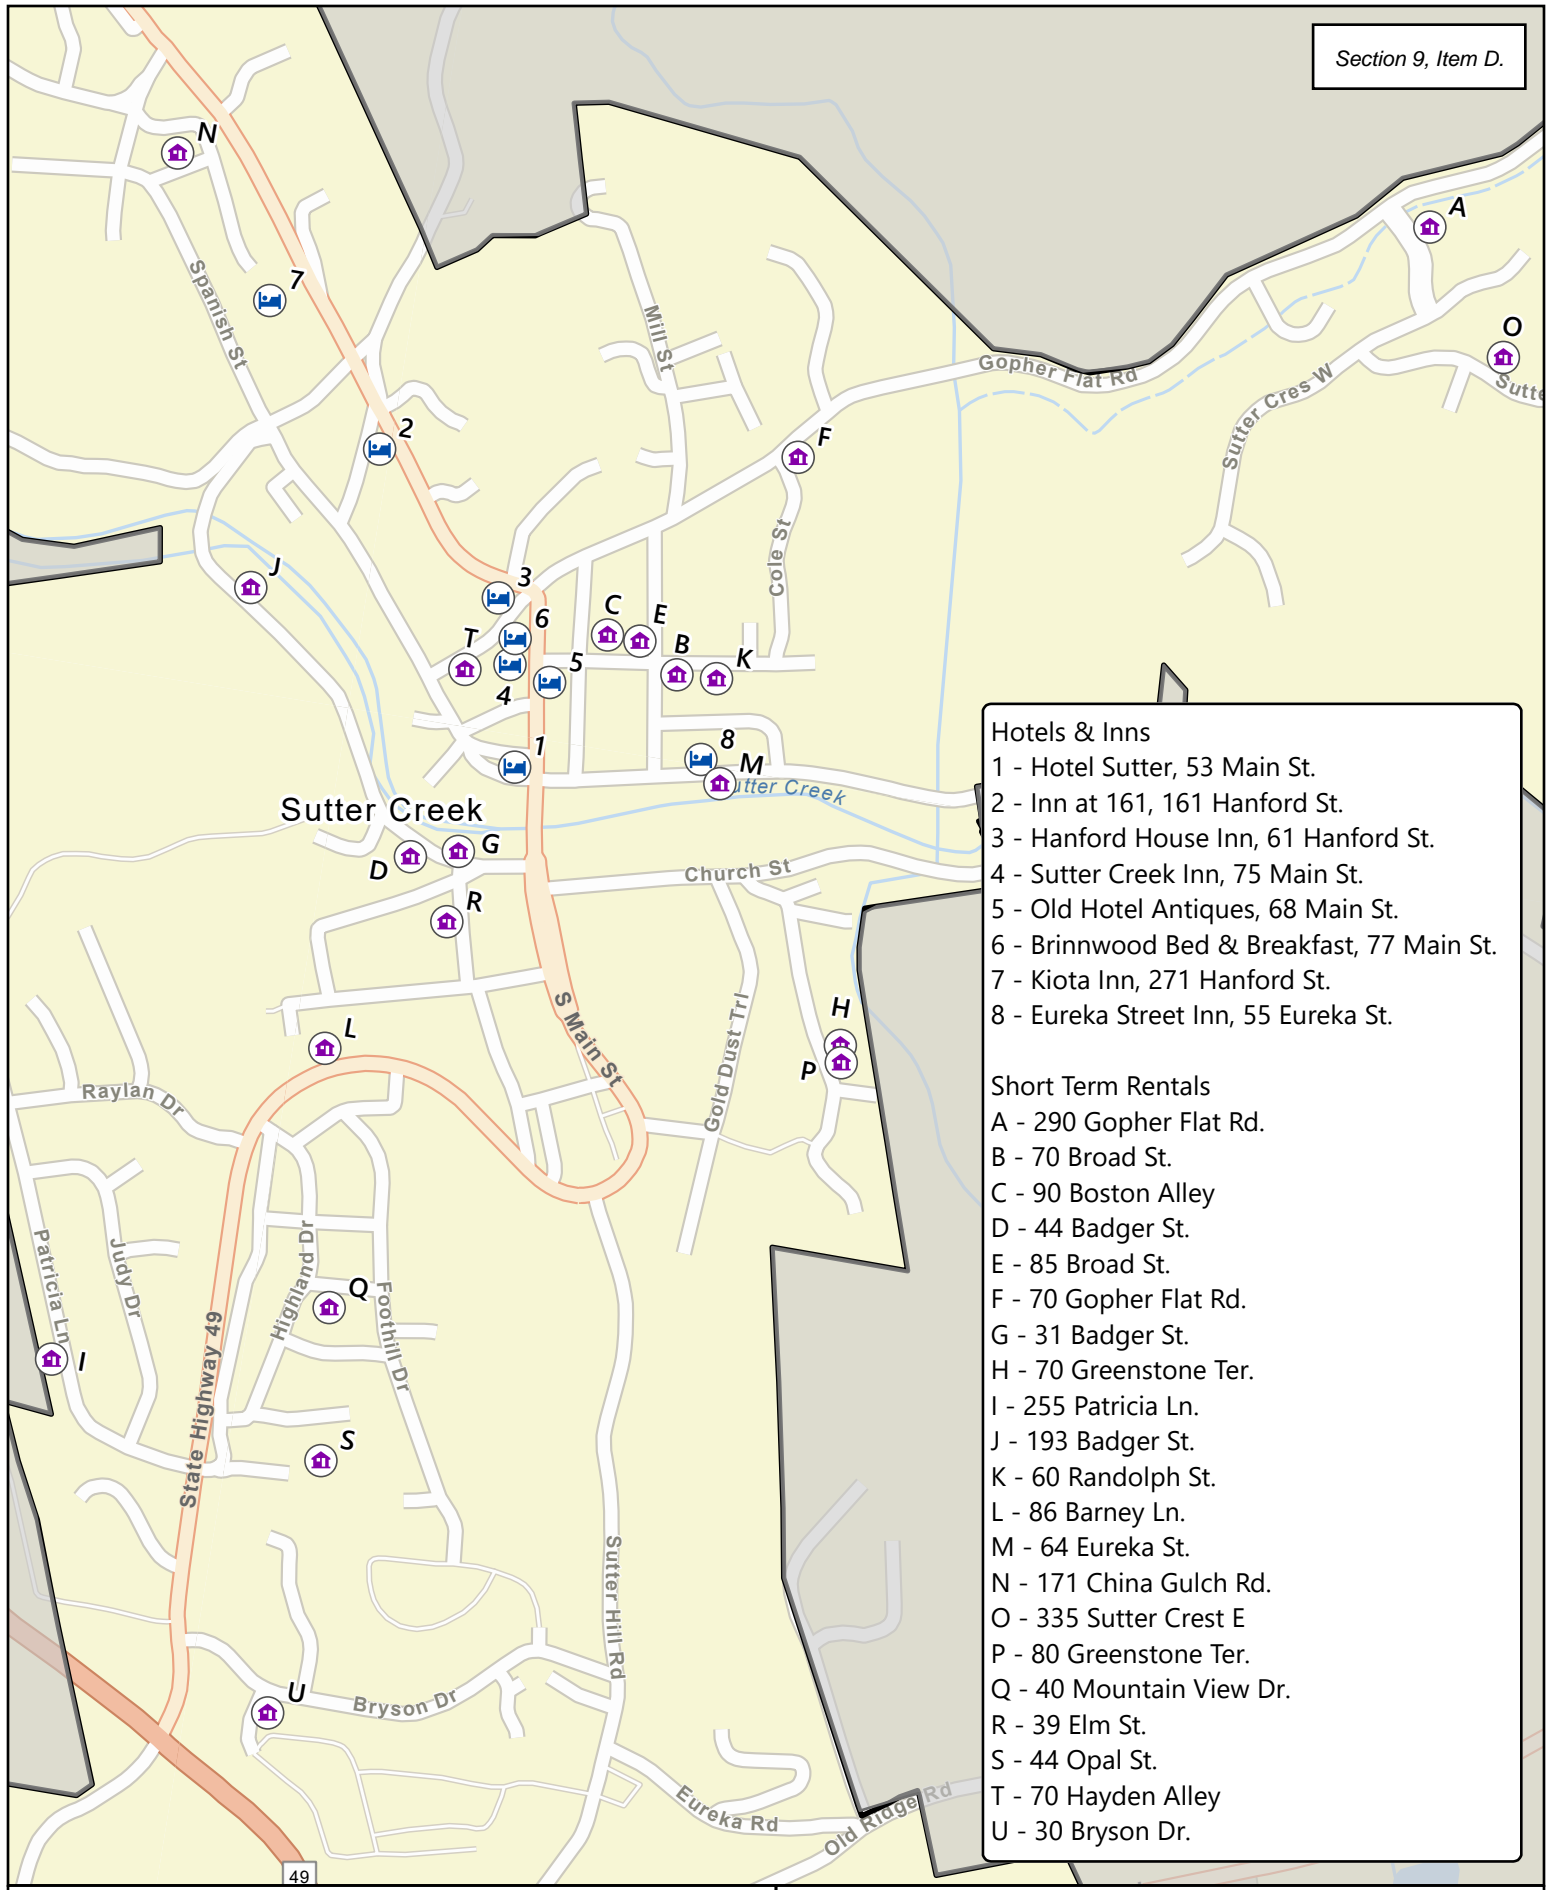 Section 9, Item D.
N
A
7
Spanish St
Mill St
O
Gopher Flat Rd
Sutter Cres W
Sutte
2
F
Cole St
J
3
C
E
6
T
B
K
5
4
1
8
M
utter Creek
Sutter Creek
G
D
Church St
R
H
S Main St
L
P
Gold Dust Trl
Raylan Dr
Patricia Ln
Judy Dr
Highland Dr
Q
Foothill Dr
I
State Highway 49
S
Sutter Hill Rd
U
Bryson Dr
Eureka Rd
Old Ridge Rd
49
Hotels & Inns
1 - Hotel Sutter, 53 Main St.
2 - Inn at 161, 161 Hanford St.
3 - Hanford House Inn, 61 Hanford St.
4 - Sutter Creek Inn, 75 Main St.
5 - Old Hotel Antiques, 68 Main St.
6 - Brinnwood Bed & Breakfast, 77 Main St.
7 - Kiota Inn, 271 Hanford St.
8 - Eureka Street Inn, 55 Eureka St.
Short Term Rentals
A - 290 Gopher Flat Rd.
B - 70 Broad St.
C - 90 Boston Alley
D - 44 Badger St.
E - 85 Broad St.
F - 70 Gopher Flat Rd.
G - 31 Badger St.
H - 70 Greenstone Ter.
I - 255 Patricia Ln.
J - 193 Badger St.
K - 60 Randolph St.
L - 86 Barney Ln.
M - 64 Eureka St.
N - 171 China Gulch Rd.
O - 335 Sutter Crest E
P - 80 Greenstone Ter.
Q - 40 Mountain View Dr.
R - 39 Elm St.
S - 44 Opal St.
T - 70 Hayden Alley
U - 30 Bryson Dr.